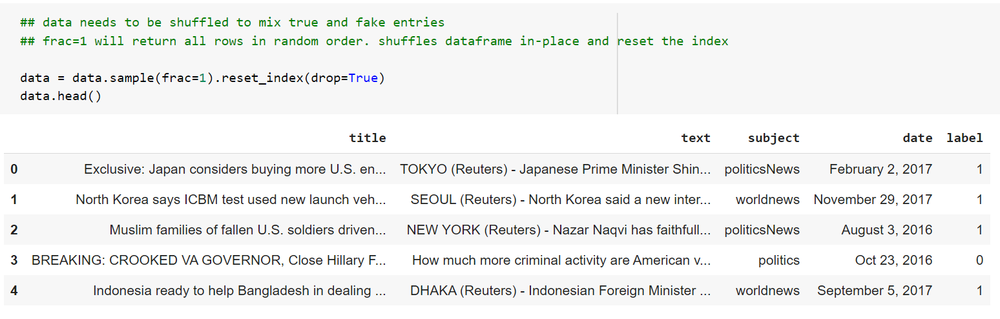 ## data needs to be shuffled to mix true and fake entries
## frac=1 will return all rows in random order. shuffles dataframe in-place and reset the index
data = data.sample(frac=1).reset_index(drop=True)
data.head()
title text subject date label
0 Exclusive: Japan considers buying more U.S. en... TOKYO (Reuters) - Japanese Prime Minister Shin... politicsNews February 2, 2017 1
1 North Korea says ICBM test used new launch veh... SEOUL (Reuters) - North Korea said a new inter... worldnews November 29, 2017 1
2 Muslim families of fallen U.S. soldiers driven... NEW YORK (Reuters) - Nazar Naqvi has faithfull... politicsNews August 3, 2016 1
3 BREAKING: CROOKED VA GOVERNOR, Close Hillary F... How much more criminal activity are American v... politics Oct 23, 2016 0
4 Indonesia ready to help Bangladesh in dealing ... DHAKA (Reuters) - Indonesian Foreign Minister ... worldnews September 5, 2017 1